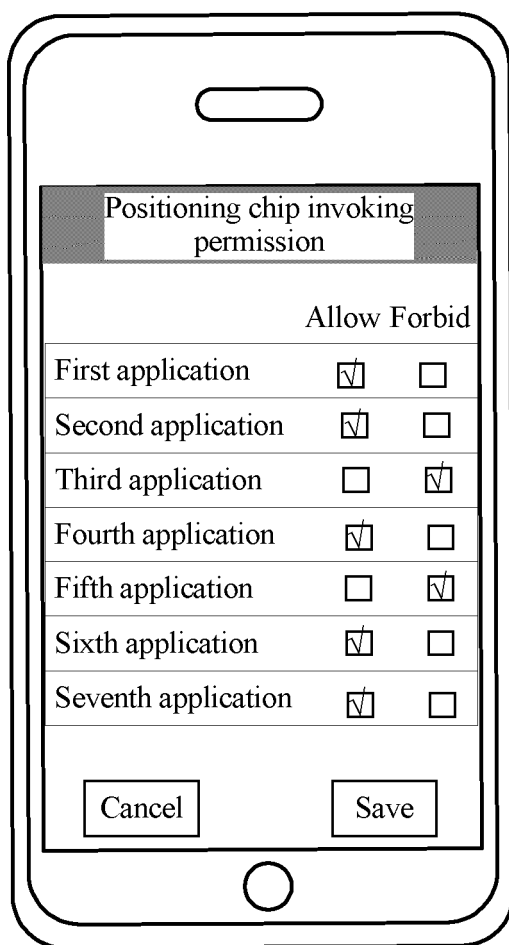 Positioning chip invoking
permission
Allow Forbid
First application √
Second application √
Third application √
Fourth application √
Fifth application √
Sixth application √
Seventh application √
Cancel Save